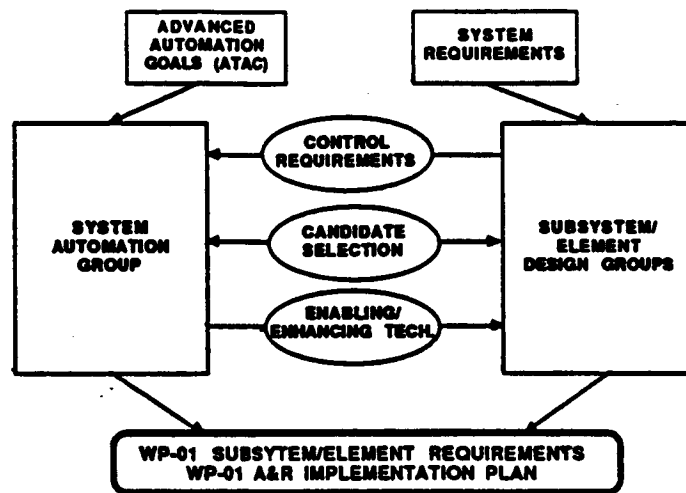 ADVANCED
AUTOMATION
GOALS (ATAC)
SYSTEM
REQUIREMENTS
CONTROL
REQUIREMENTS
SYSTEM
AUTOMATION
GROUP
CANDIDATE
SELECTION
SUBSYSTEM/
ELEMENT
DESIGN GROUPS
ENABLING/
ENHANCING TECH.
WP-01 SUBSYTEM/ELEMENT REQUIREMENTS
WP-01 A&R IMPLEMENTATION PLAN